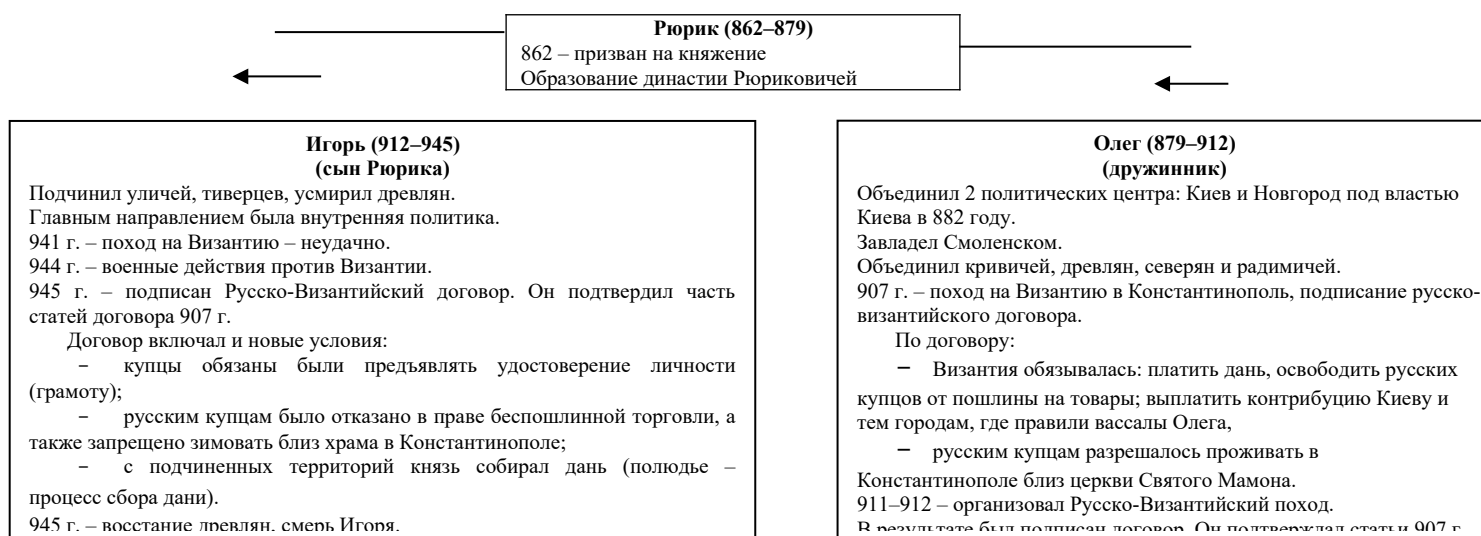 Рюрик (862–879)
862 – призван на княжение
Образование династии Рюриковичей
Игорь (912–945)
(сын Рюрика)
Подчинил уличей, тиверцев, усмирил древлян.
Главным направлением была внутренняя политика.
941 г. – поход на Византию – неудачно.
944 г. – военные действия против Византии.
945 г. – подписан Русско-Византийский договор. Он подтвердил часть
статей договора 907 г.
Договор включал и новые условия:
− купцы обязаны были предъявлять удостоверение личности
(грамоту);
− русским купцам было отказано в праве беспошлинной торговли, а
также запрещено зимовать близ храма в Константинополе;
− с подчиненных территорий князь собирал дань (полюдье –
процесс сбора дани).
945 г. – восстание древлян, смерь Игоря.
Олег (879–912)
(дружинник)
Объединил 2 политических центра: Киев и Новгород под властью
Киева в 882 году.
Завладел Смоленском.
Объединил кривичей, древлян, северян и радимичей.
907 г. – поход на Византию в Константинополь, подписание русско-
византийского договора.
По договору:
− Византия обязывалась: платить дань, освободить русских
купцов от пошлины на товары; выплатить контрибуцию Киеву и
тем городам, где правили вассалы Олега,
− русским купцам разрешалось проживать в
Константинополе близ церкви Святого Мамона.
911–912 – организовал Русско-Византийский поход.
В результате был подписан договор. Он подтверждал статьи 907 г.